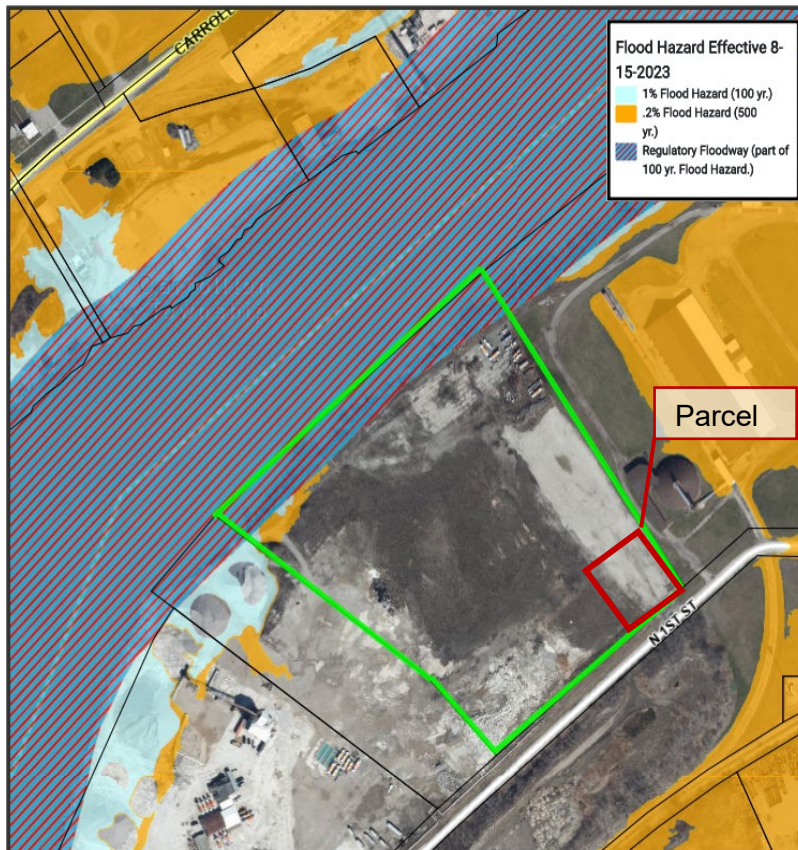 CARROLL
Flood Hazard Effective 8-
15-2023
1% Flood Hazard (100 yr.)
.2% Flood Hazard (500
yr.)
Regulatory Floodway (part of
100 yr. Flood Hazard.)
Parcel
N 1ST ST